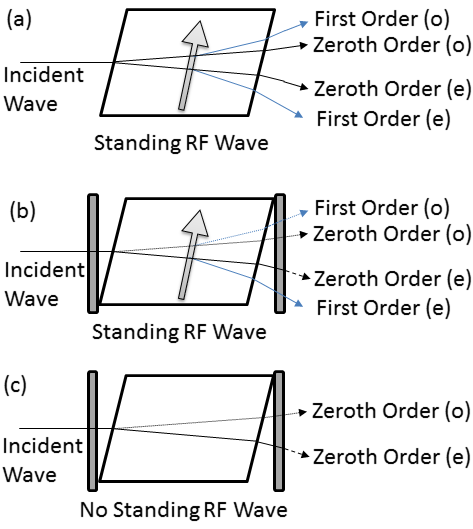 (a)
First Order (o)
Zeroth Order (o)
Incident
Wave
Zeroth Order (e)
First Order (e)
Standing RF Wave
(b)
First Order (o)
Zeroth Order (o)
Incident
Wave
Zeroth Order (e)
First Order (e)
Standing RF Wave
(c)
Zeroth Order (o)
Incident
Wave
Zeroth Order (e)
No Standing RF Wave